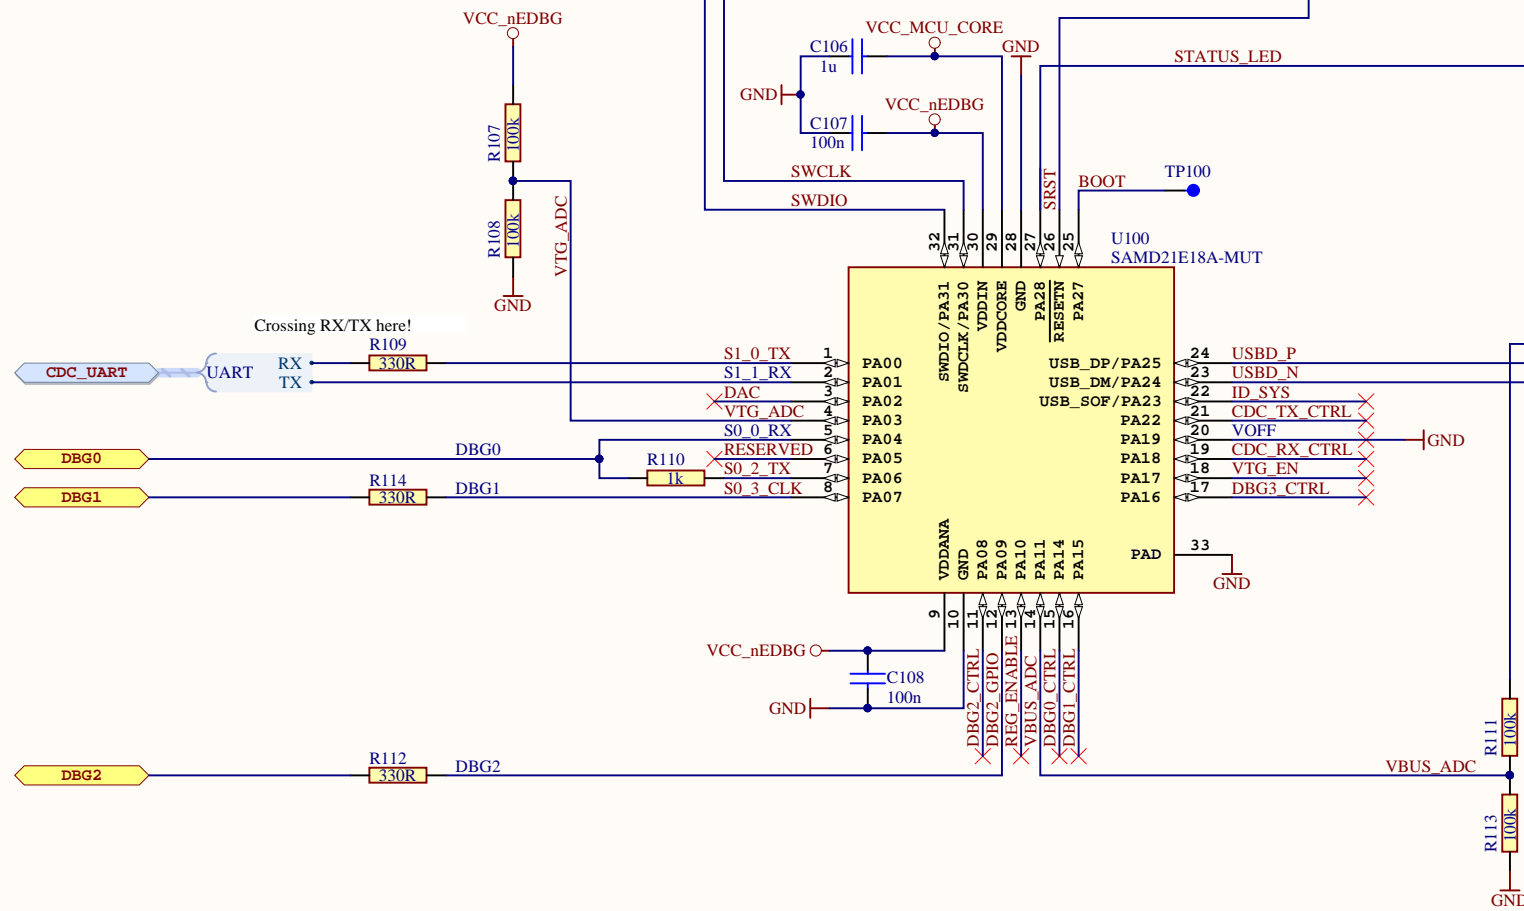 VCC_nEDBG
R107
100k
R108
100k
VTG_ADC
GND
C106
1u
VCC_MCU_CORE
GND
GND
C107
100n
VCC_nEDBG
STATUS_LED
SWCLK
SWDIO
SRST
BOOT
TP100
U100
SAMD21E18A-MUT
32
31
30
29
28
27
26
25
SWDIO/PA31
SWDCLK/PA30
VDDIN
VDDCORE
GND
PA28
RESETN
PA27
Crossing RX/TX here!
CDC_UART
UART
RX
TX
R109
330R
S1_0_TX 1 PA00
S1_1_RX 2 PA01
DAC 3 PA02
VTG_ADC 4 PA03
S0_0_RX 5 PA04
RESERVED 6 PA05
S0_2_TX 7 PA06
S0_3_CLK 8 PA07
DBG0
DBG0
R110
1k
DBG1
R114
330R
DBG1
USB_DP/PA25 24 USBD_P
USB_DM/PA24 23 USBD_N
USB_SOF/PA23 22 ID_SYS
PA22 21 CDC_TX_CTRL
PA19 20 VOFF GND
PA18 19 CDC_RX_CTRL
PA17 18 VTG_EN
PA16 17 DBG3_CTRL
PAD 33
GND
VDDANA
GND
PA08
PA09
PA10
PA11
PA14
PA15
9
10
11
12
13
14
15
16
VCC_nEDBG
C108
100n
GND
DBG2_CTRL
DBG2_GPIO
REG_ENABLE
VBUS_ADC
DBG0_CTRL
DBG1_CTRL
DBG2
R112
330R
DBG2
VBUS_ADC
R111
100k
R113
100k
GND